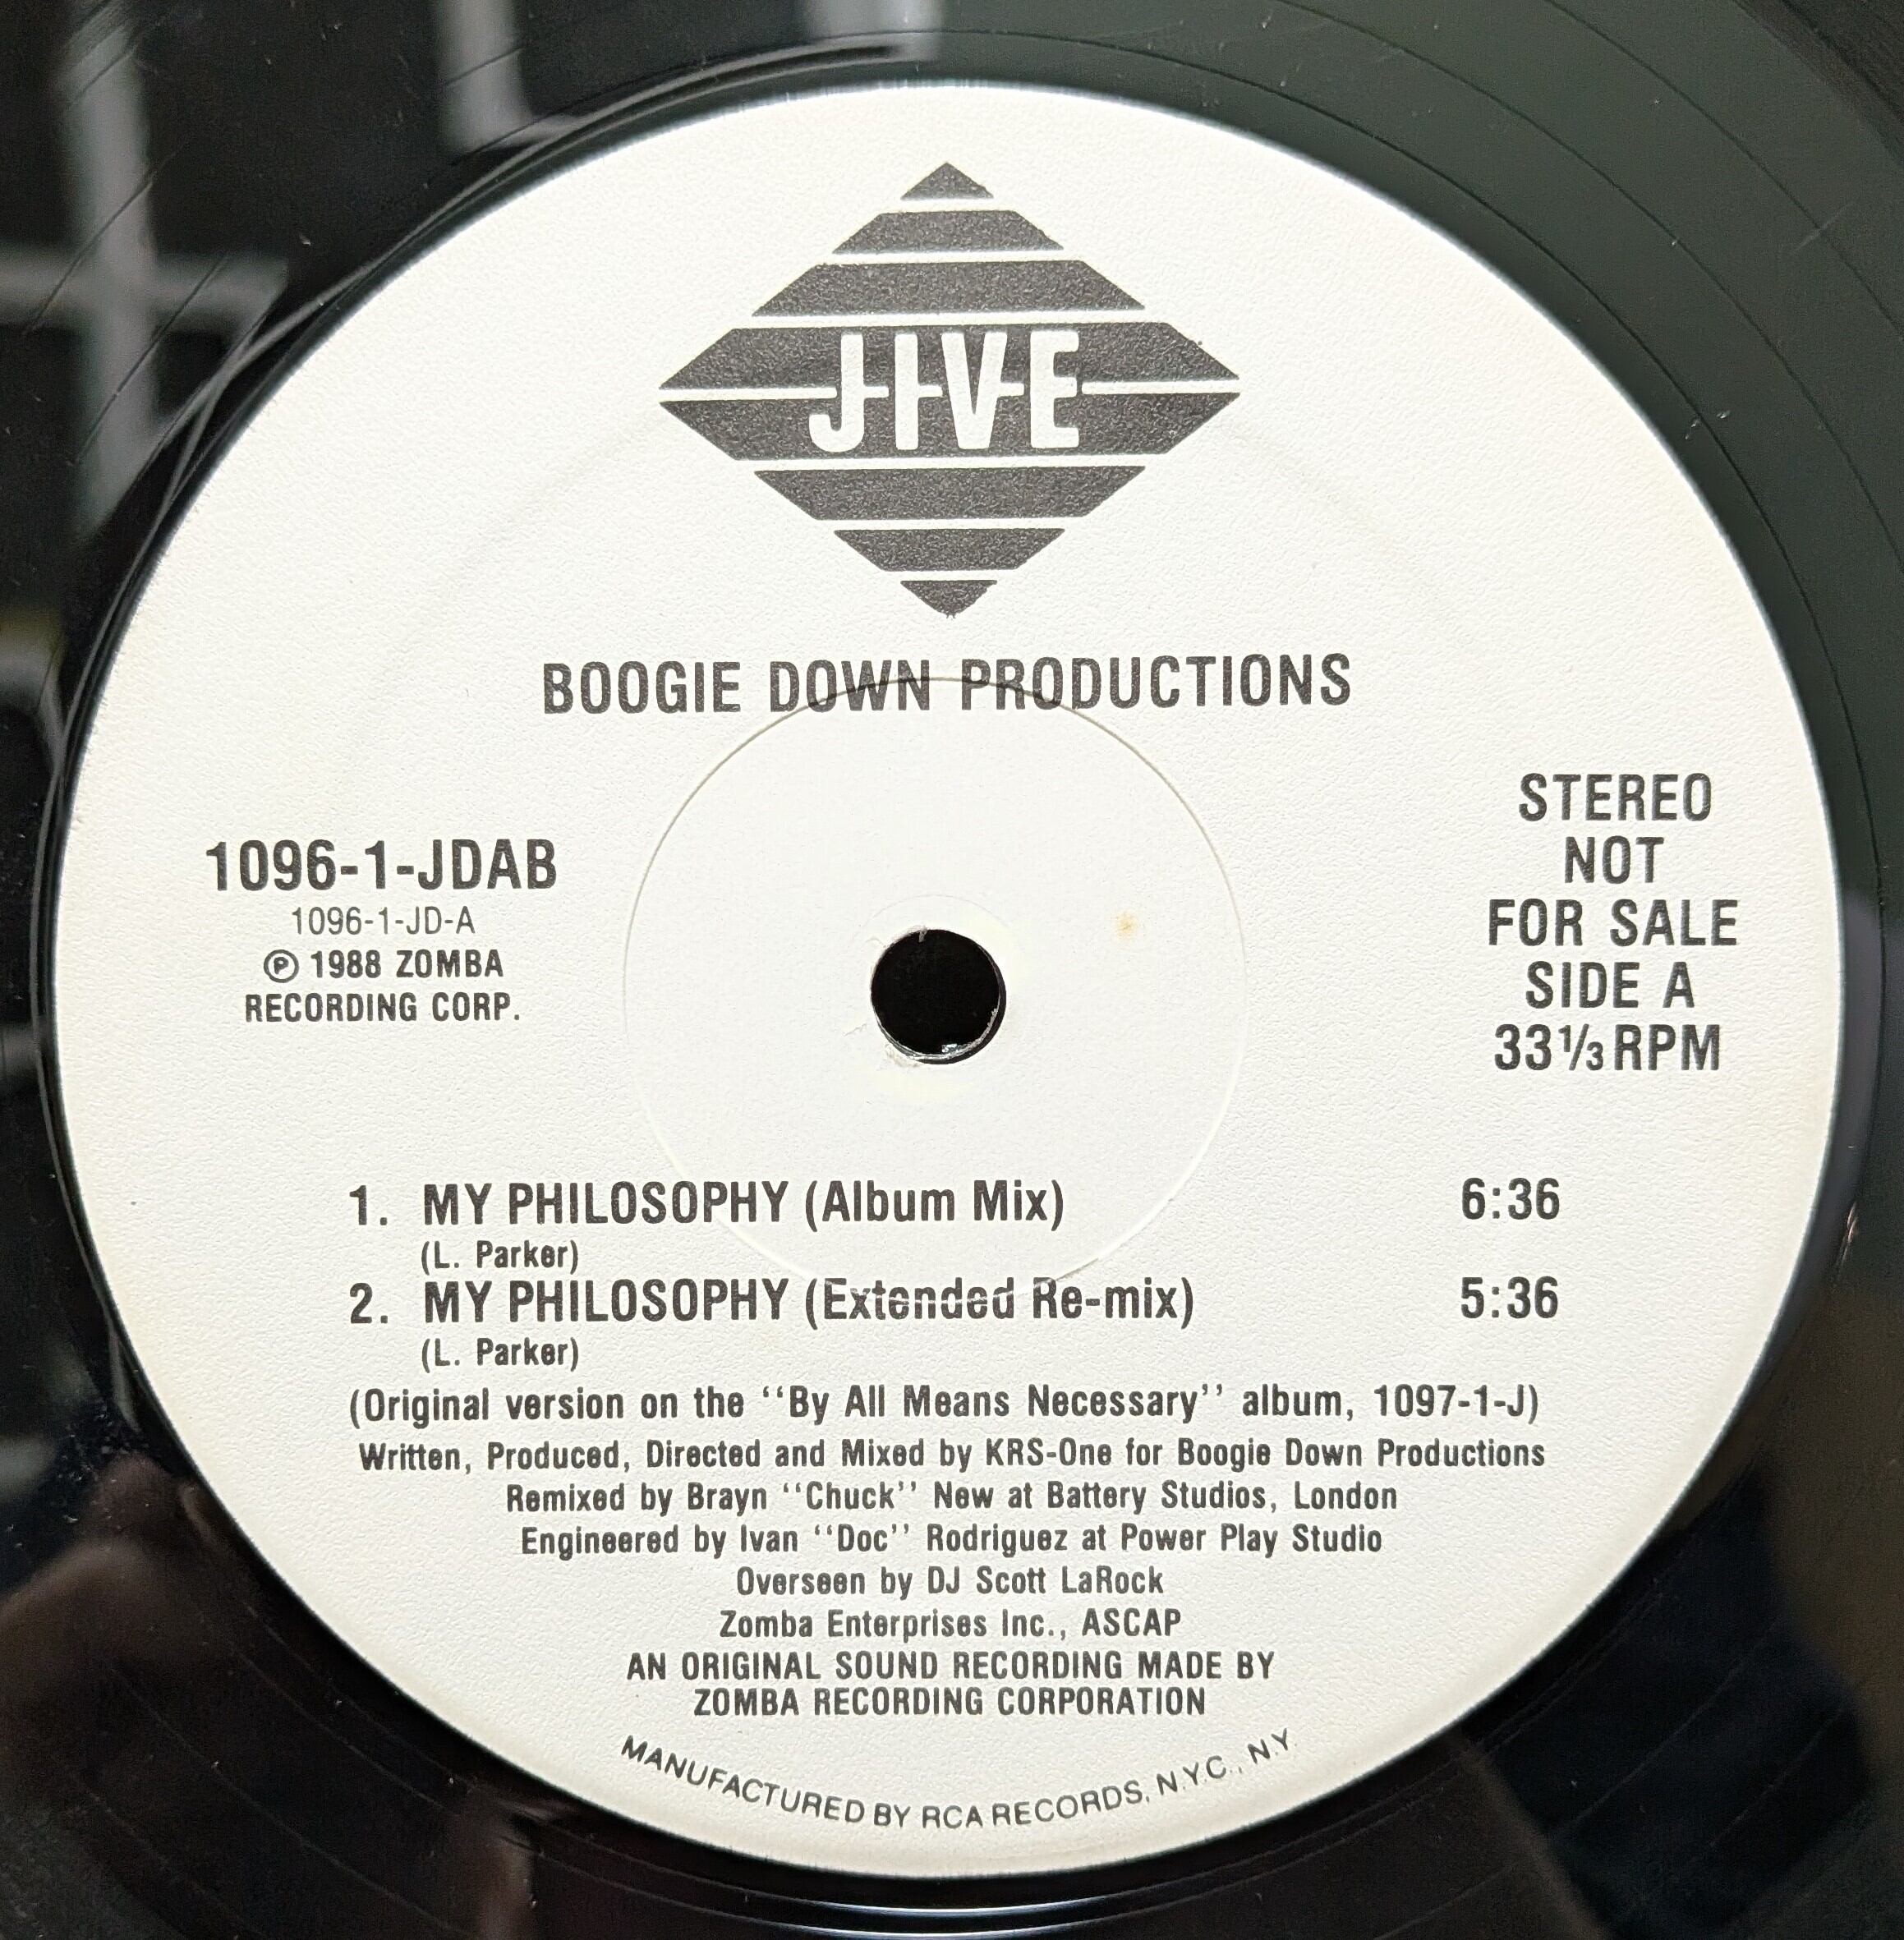 JIVE
BOOGIE DOWN PRODUCTIONS
1096-1-JDAB
1096-1-JD-A
℗ 1988 ZOMBA
RECORDING CORP.
STEREO
NOT
FOR SALE
SIDE A
33⅓ RPM
1. MY PHILOSOPHY (Album Mix) 6:36
(L. Parker)
2. MY PHILOSOPHY (Extended Re-mix) 5:36
(L. Parker)
(Original version on the ‘‘By All Means Necessary’’ album, 1097-1-J)
Written, Produced, Directed and Mixed by KRS-One for Boogie Down Productions
Remixed by Brayn ‘‘Chuck’’ New at Battery Studios, London
Engineered by Ivan ‘‘Doc’’ Rodriguez at Power Play Studio
Overseen by DJ Scott LaRock
Zomba Enterprises Inc., ASCAP
AN ORIGINAL SOUND RECORDING MADE BY
ZOMBA RECORDING CORPORATION
MANUFACTURED BY RCA RECORDS, N.Y.C., N.Y.